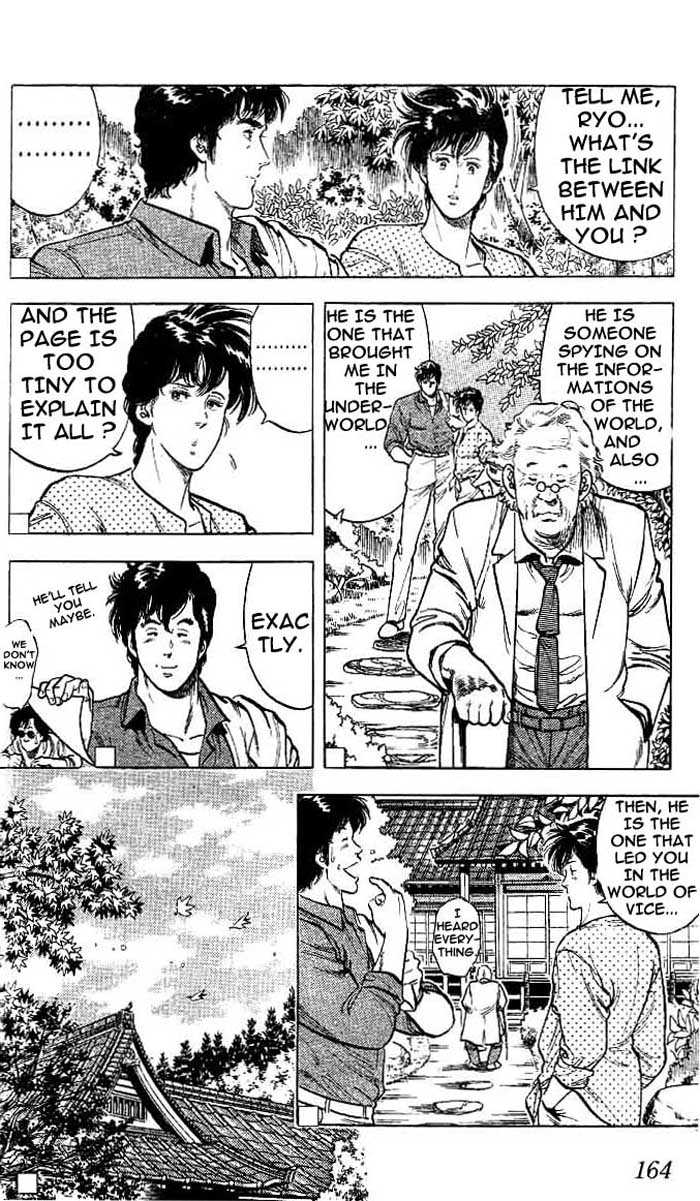 TELL ME,
RYO...
WHAT'S
THE LINK
BETWEEN
HIM AND
YOU ?
.........
.........
HE IS
SOMEONE
SPYING ON
THE INFOR-
MATIONS
OF THE
WORLD,
AND
ALSO
...
HE IS THE
ONE THAT
BROUGHT
ME IN
THE
UNDER-
WORLD
...
.........
.........
AND THE
PAGE IS
TOO
TINY TO
EXPLAIN
IT ALL ?
EXAC
TLY.
HE'LL TELL
YOU
MAYBE.
WE
DON'T
KNOW
...
THEN, HE
IS THE
ONE THAT
LED YOU
IN THE
WORLD OF
VICE...
I
HEARD
EVERY-
THING.
164